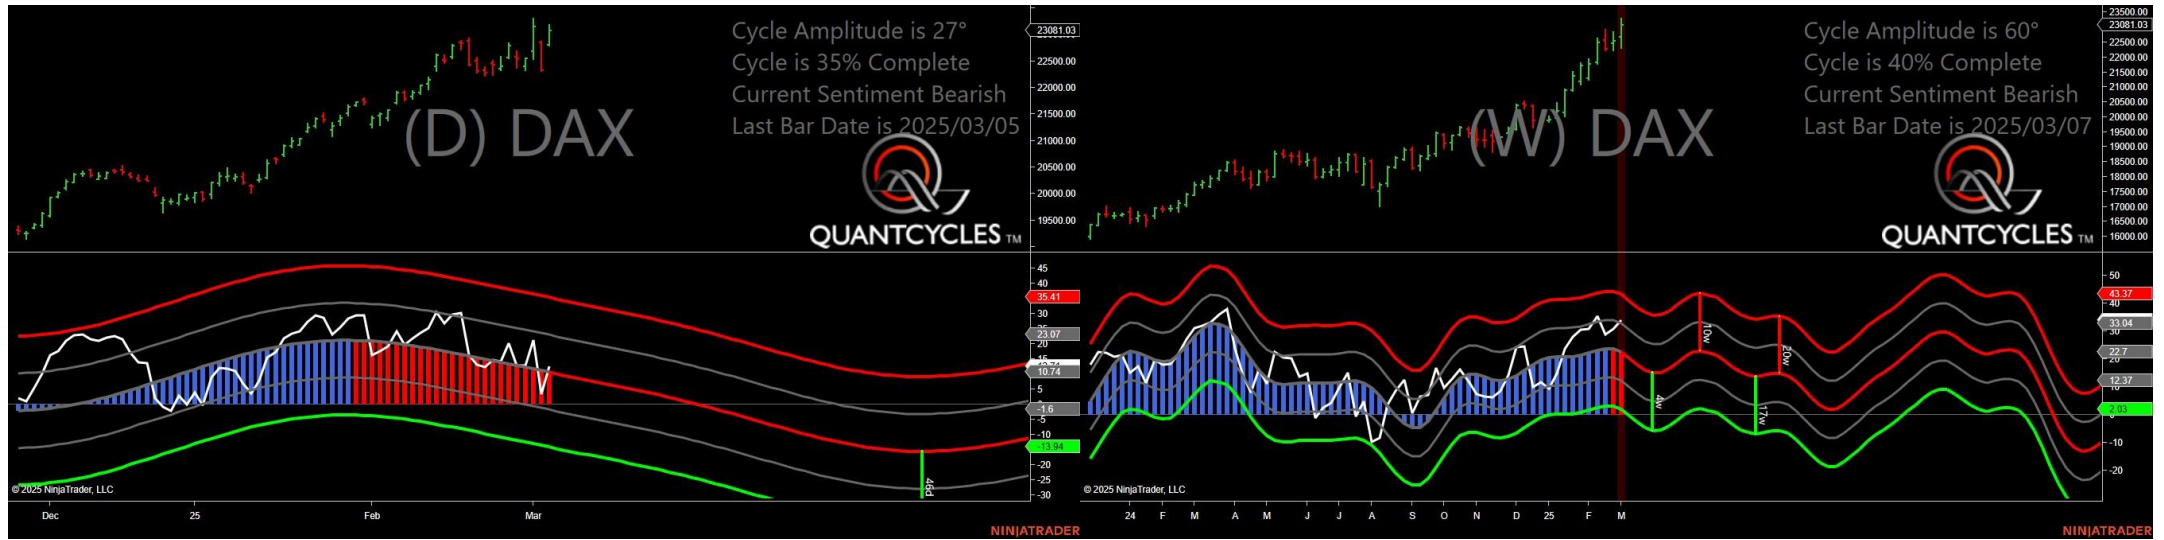 Cycle Amplitude is 27°
Cycle is 35% Complete
Current Sentiment Bearish
Last Bar Date is 2025/03/05
(D) DAX
QUANTCYCLES TM
23081.03
22500.00
22000.00
21500.00
21000.00
20500.00
20000.00
19500.00
45
35.41
30
23.07
20
15
10.74
5
-1.6
-5
-10
-13.94
-20
-25
-30
46d
© 2025 NinjaTrader, LLC
Dec
25
Feb
Mar
NINJATRADER
Cycle Amplitude is 60°
Cycle is 40% Complete
Current Sentiment Bearish
Last Bar Date is 2025/03/07
(W) DAX
QUANTCYCLES TM
23500.00
23081.03
22500.00
22000.00
21500.00
21000.00
20500.00
20000.00
19500.00
19000.00
18500.00
18000.00
17500.00
17000.00
16500.00
16000.00
50
43.37
40
33.04
30
22.7
12.37
2.03
-10
-20
4w
10w
17w
20w
© 2025 NinjaTrader, LLC
24 F M A M J J A S O N D 25 F M
NINJATRADER